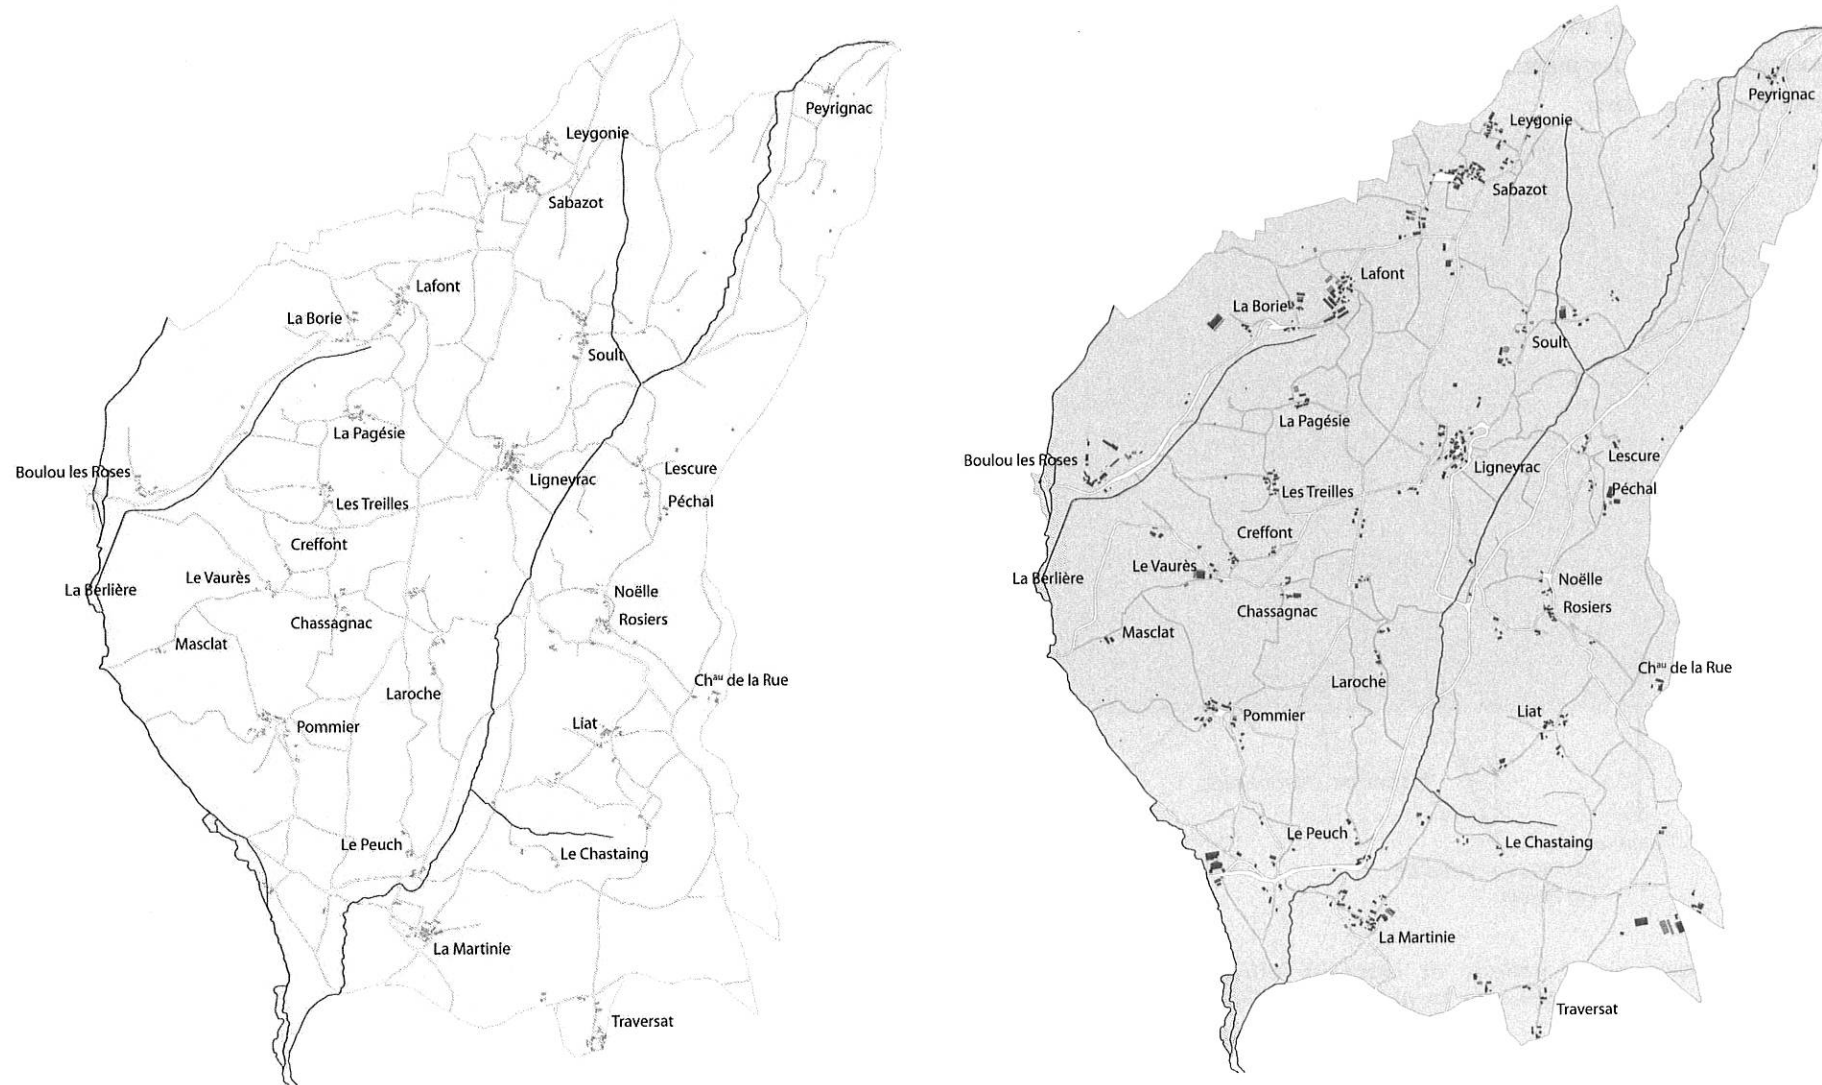 Peyrignac
Leygonie
Sabazot
Lafont
La Borie
Soult
La Pagésie
Boulou les Roses
Ligneyrac
Lescure
Les Treilles
Péchal
Creffont
Le Vaurès
La Berlière
Noëlle
Chassagnac
Rosiers
Masclat
Chau de la Rue
Laroche
Liat
Pommier
Le Peuch
Le Chastaing
La Martinie
Traversat
Peyrignac
Leygonie
Sabazot
Lafont
La Borie
Soult
La Pagésie
Boulou les Roses
Ligneyrac
Lescure
Les Treilles
Péchal
Creffont
Le Vaurès
La Berlière
Noëlle
Chassagnac
Rosiers
Masclat
Chau de la Rue
Laroche
Liat
Pommier
Le Peuch
Le Chastaing
La Martinie
Traversat